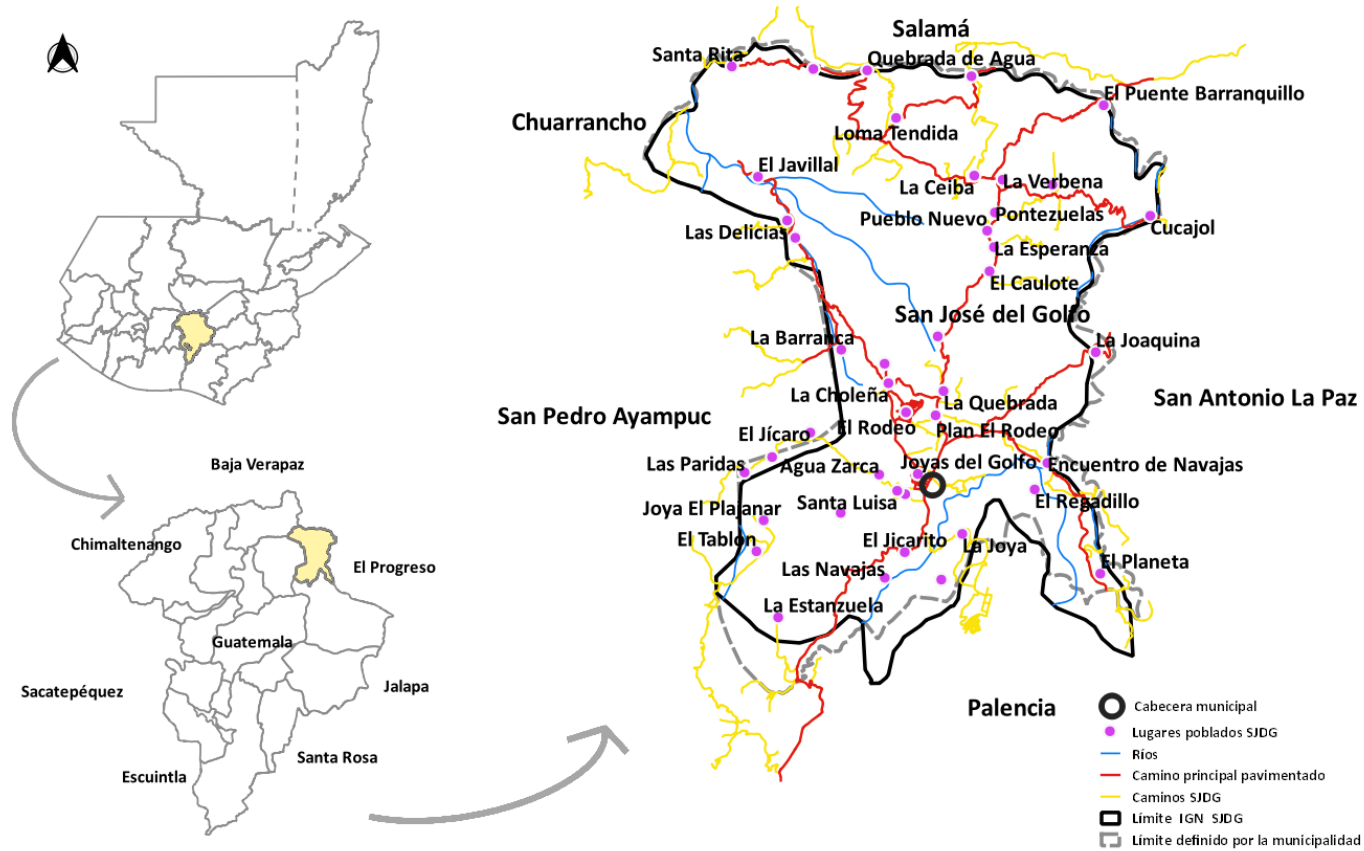 Salamá
Santa Rita
Quebrada de Agua
El Puente Barranquillo
Chuarrancho
Loma Tendida
El Javillal
La Ceiba
La Verbena
Pueblo Nuevo
Pontezuelas
Las Delicias
Cucajol
La Esperanza
El Caulote
San José del Golfo
La Barranca
La Joaquina
La Choleña
La Quebrada
San Antonio La Paz
San Pedro Ayampuc
El Rodeo
Plan El Rodeo
El Jícaro
Las Paridas
Agua Zarca
Joyas del Golfo
Encuentro de Navajas
Joya El Plajanar
Santa Luisa
El Regadillo
El Tablón
El Jicarito
La Joya
Las Navajas
El Planeta
La Estanzuela
Palencia
Baja Verapaz
Chimaltenango
El Progreso
Guatemala
Sacatepéquez
Jalapa
Santa Rosa
Escuintla
Cabecera municipal
Lugares poblados SJDG
Ríos
Camino principal pavimentado
Caminos SJDG
Límite IGN SJDG
Límite definido por la municipalidad